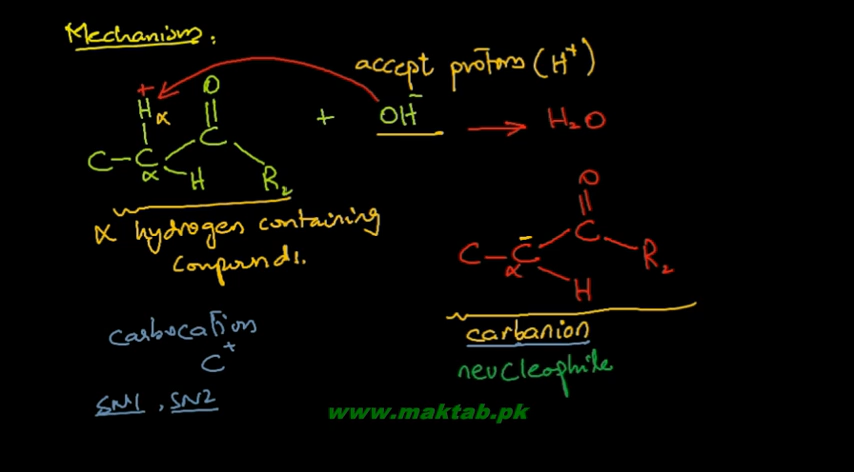 Mechanism:
accept protons (H⁺)
+
H α
O
C – C – C
α
H
R₂
+
OH⁻
→ H₂O
α hydrogen containing
compounds.
O
C – C⁻ – C
α
H
R₂
carbanion
neucleophile
carbocation
C⁺
SN1, SN2
www.maktab.pk